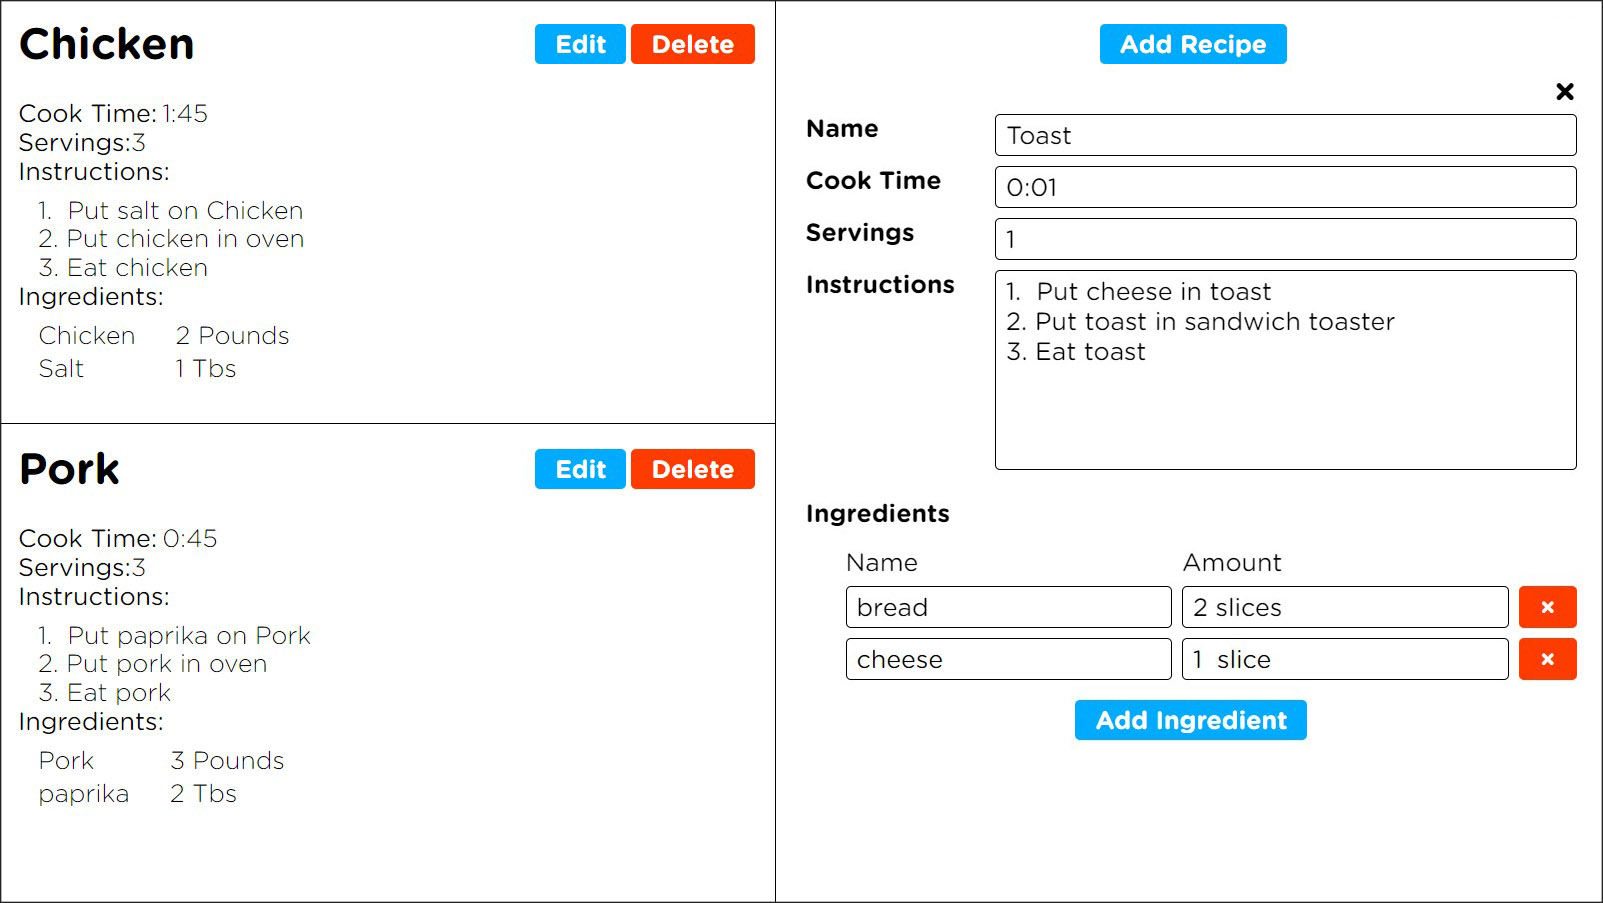 Chicken
Edit Delete
Cook Time: 1:45
Servings:3
Instructions:
1. Put salt on Chicken
2. Put chicken in oven
3. Eat chicken
Ingredients:
Chicken 2 Pounds
Salt 1 Tbs
Pork
Edit Delete
Cook Time: 0:45
Servings:3
Instructions:
1. Put paprika on Pork
2. Put pork in oven
3. Eat pork
Ingredients:
Pork 3 Pounds
paprika 2 Tbs
Add Recipe
×
Name Toast
Cook Time 0:01
Servings 1
Instructions
1. Put cheese in toast
2. Put toast in sandwich toaster
3. Eat toast
Ingredients
Name Amount
bread 2 slices ×
cheese 1 slice ×
Add Ingredient